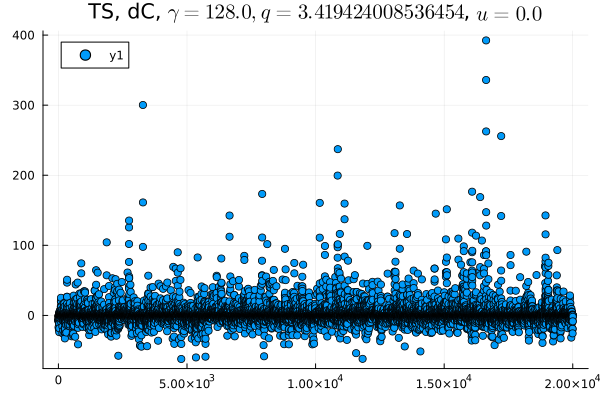 TS, dC, γ = 128.0, q = 3.419424008536454, u = 0.0
y1
400
300
200
100
0
0 5.00×10³ 1.00×10⁴ 1.50×10⁴ 2.00×10⁴